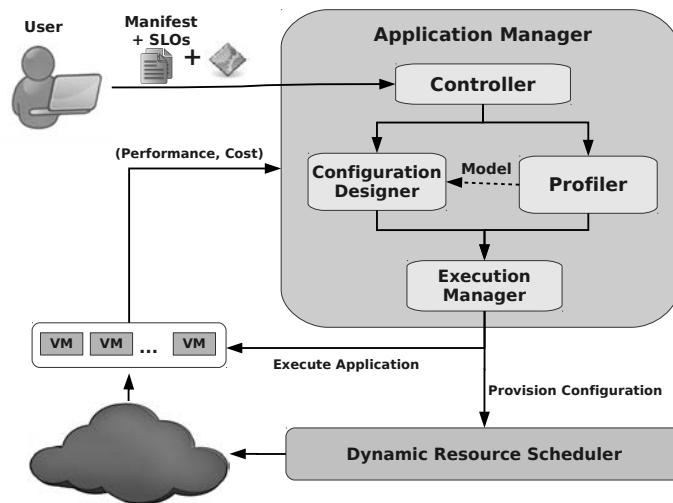 User
Manifest
+ SLOs
+
Application Manager
Controller
(Performance, Cost)
Configuration
Designer
Model
Profiler
Execution
Manager
VM VM ... VM
Execute Application
Provision Configuration
Dynamic Resource Scheduler